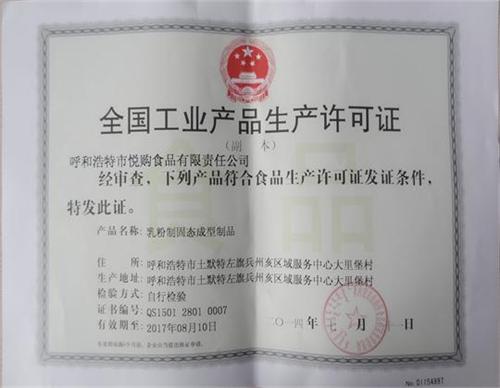 全国工业产品生产许可证
（副 本）
呼和浩特市悦购食品有限责任公司
经审查，下列产品符合食品生产许可证发证条件，
特发此证。
产品名称：乳粉制固态成型制品
住 所：呼和浩特市土默特左旗兵州亥区域服务中心大里堡村
生产地址：呼和浩特市土默特左旗兵州亥区域服务中心大里堡村
检验方式：自行检验
证书编号：QS1501 2801 0007
有效期至：2017年08月10日
二〇一四年 月 一日
食品